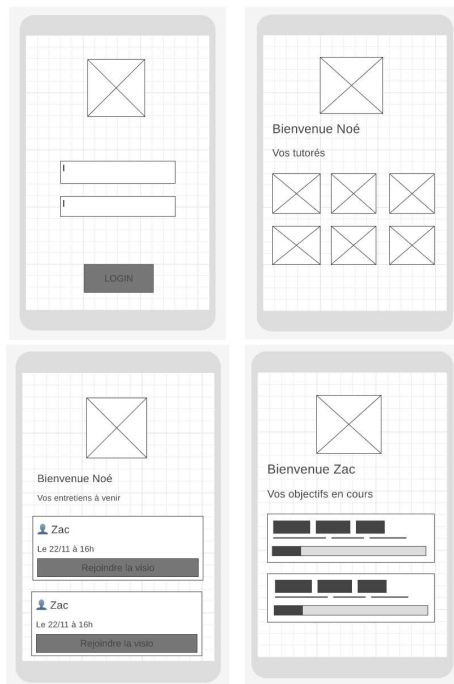 LOGIN
Bienvenue Noé
Vos tutorés
Bienvenue Noé
Vos entretiens à venir
Zac
Le 22/11 à 16h
Rejoindre la visio
Zac
Le 22/11 à 16h
Rejoindre la visio
Bienvenue Zac
Vos objectifs en cours